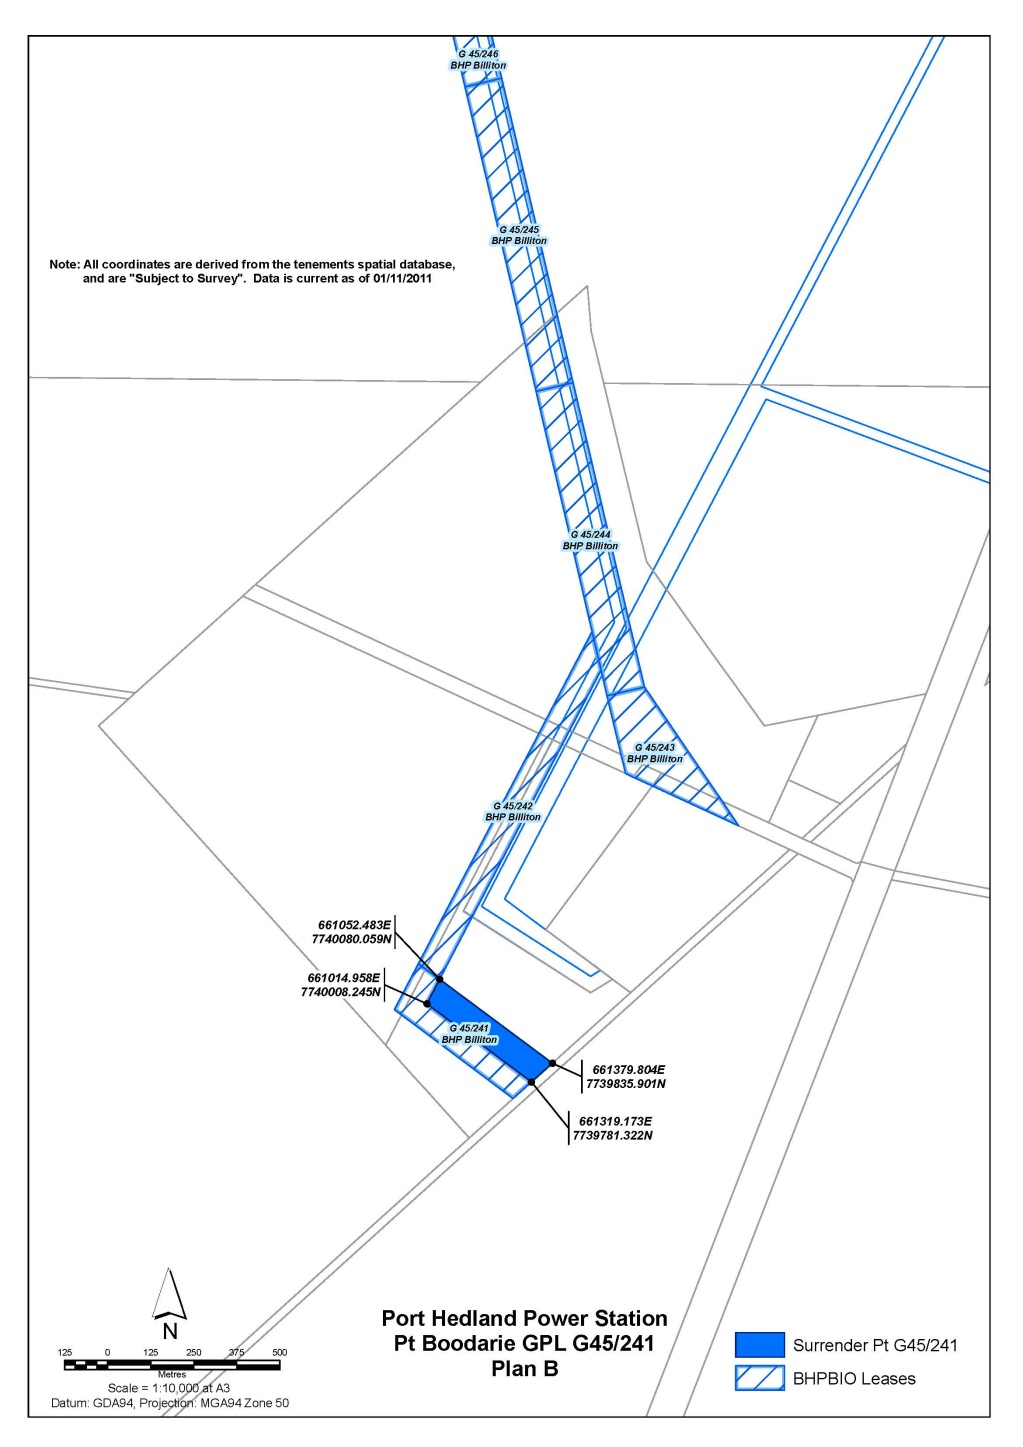 G 45/246
BHP Billiton
G 45/245
BHP Billiton
Note: All coordinates are derived from the tenements spatial database,
and are "Subject to Survey". Data is current as of 01/11/2011
G 45/244
BHP Billiton
G 45/243
BHP Billiton
G 45/242
BHP Billiton
661052.483E
7740080.059N
661014.958E
7740008.245N
G 45/241
BHP Billiton
661379.804E
7739835.901N
661319.173E
7739781.322N
N
125 0 125 250 375 500
Metres
Scale = 1:10,000 at A3
Datum: GDA94, Projection: MGA94 Zone 50
Port Hedland Power Station
Pt Boodarie GPL G45/241
Plan B
Surrender Pt G45/241
BHPBIO Leases